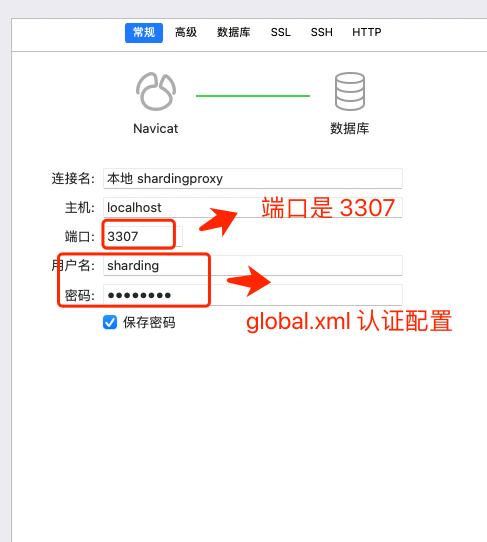 常规 高级 数据库 SSL SSH HTTP
Navicat 数据库
连接名: 本地 shardingproxy
主机: localhost
端口是 3307
端口: 3307
用户名: sharding
密码: ●●●●●●●●
global.xml 认证配置
保存密码